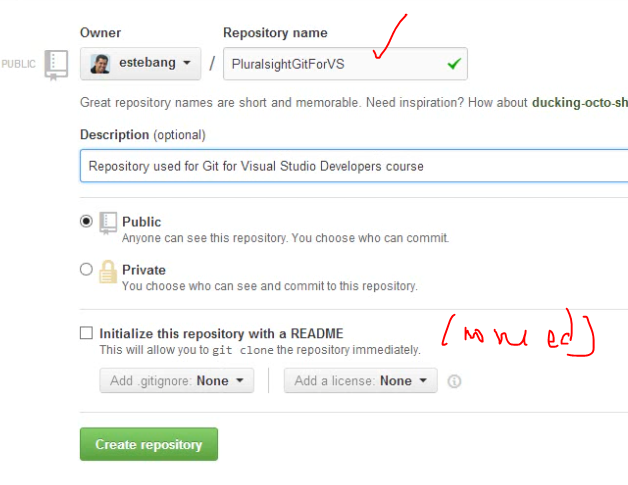 Owner Repository name
PUBLIC estebang / PluralsightGitForVS
Great repository names are short and memorable. Need inspiration? How about ducking-octo-sh
Description (optional)
Repository used for Git for Visual Studio Developers course
Public
Anyone can see this repository. You choose who can commit.
Private
You choose who can see and commit to this repository.
Initialize this repository with a README
This will allow you to git clone the repository immediately.
Add .gitignore: None Add a license: None
Create repository